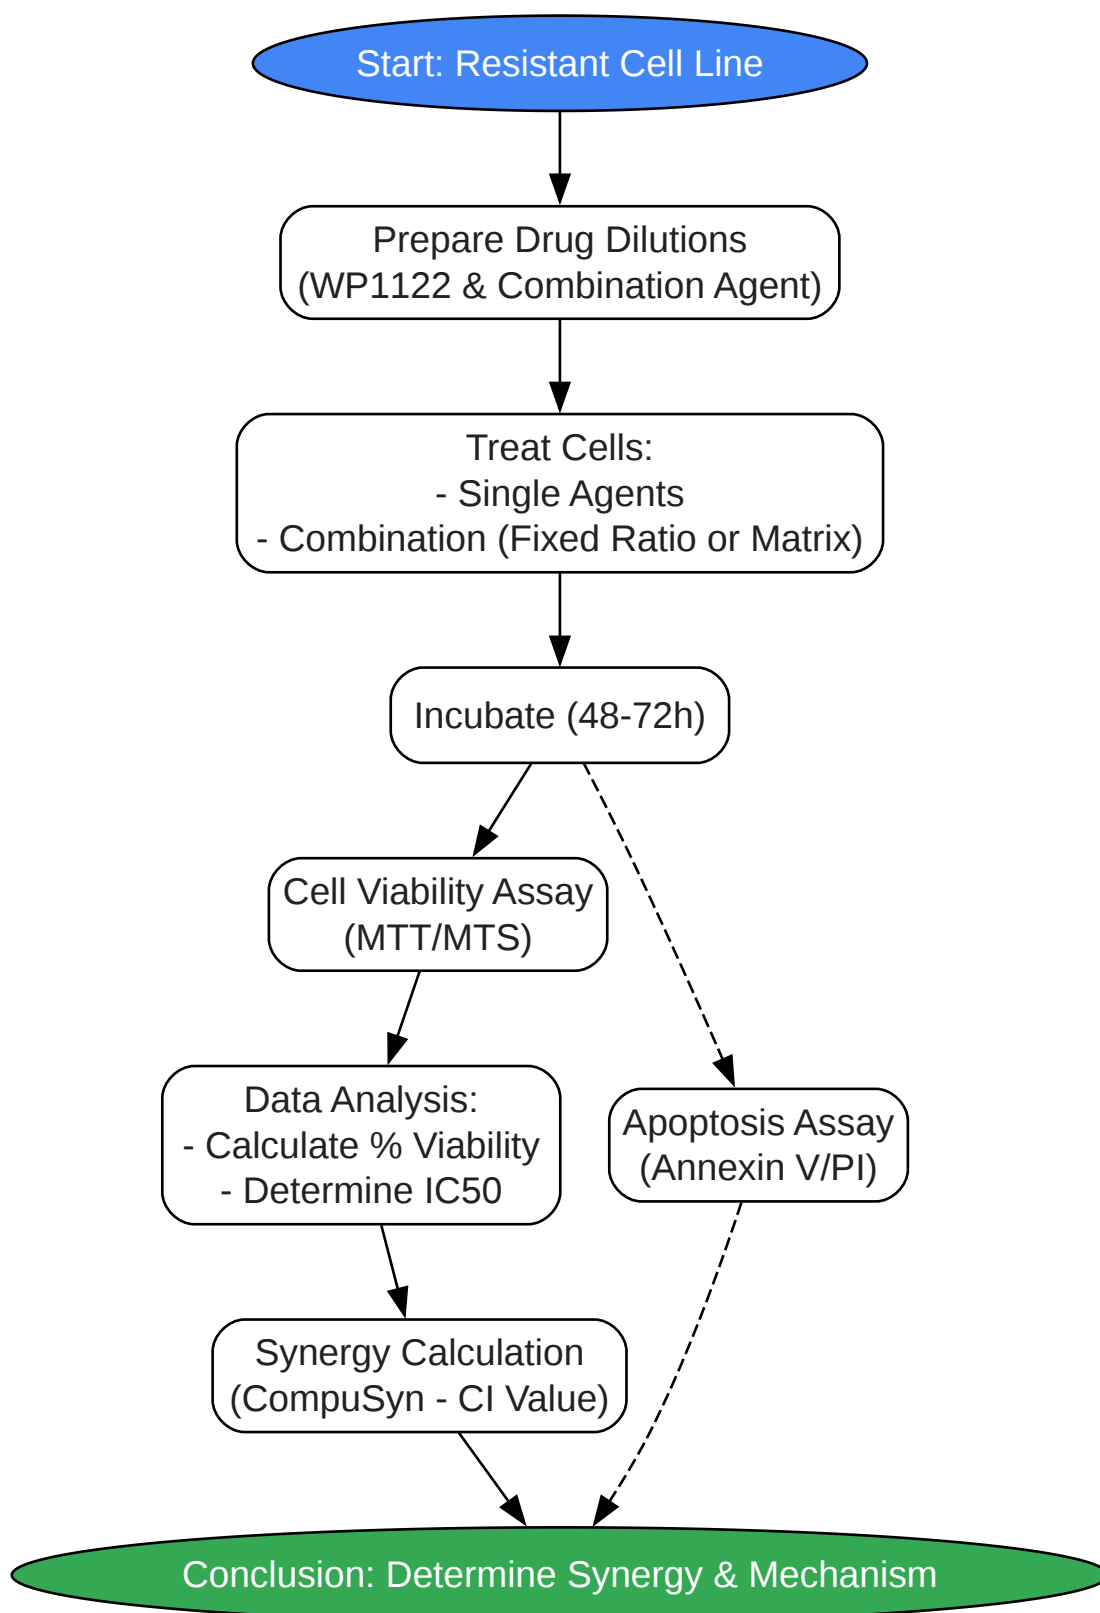 Start: Resistant Cell Line
Prepare Drug Dilutions
(WP1122 & Combination Agent)
Treat Cells:
- Single Agents
- Combination (Fixed Ratio or Matrix)
Incubate (48-72h)
Cell Viability Assay
(MTT/MTS)
Data Analysis:
- Calculate % Viability
- Determine IC50
Apoptosis Assay
(Annexin V/PI)
Synergy Calculation
(CompuSyn - CI Value)
Conclusion: Determine Synergy & Mechanism